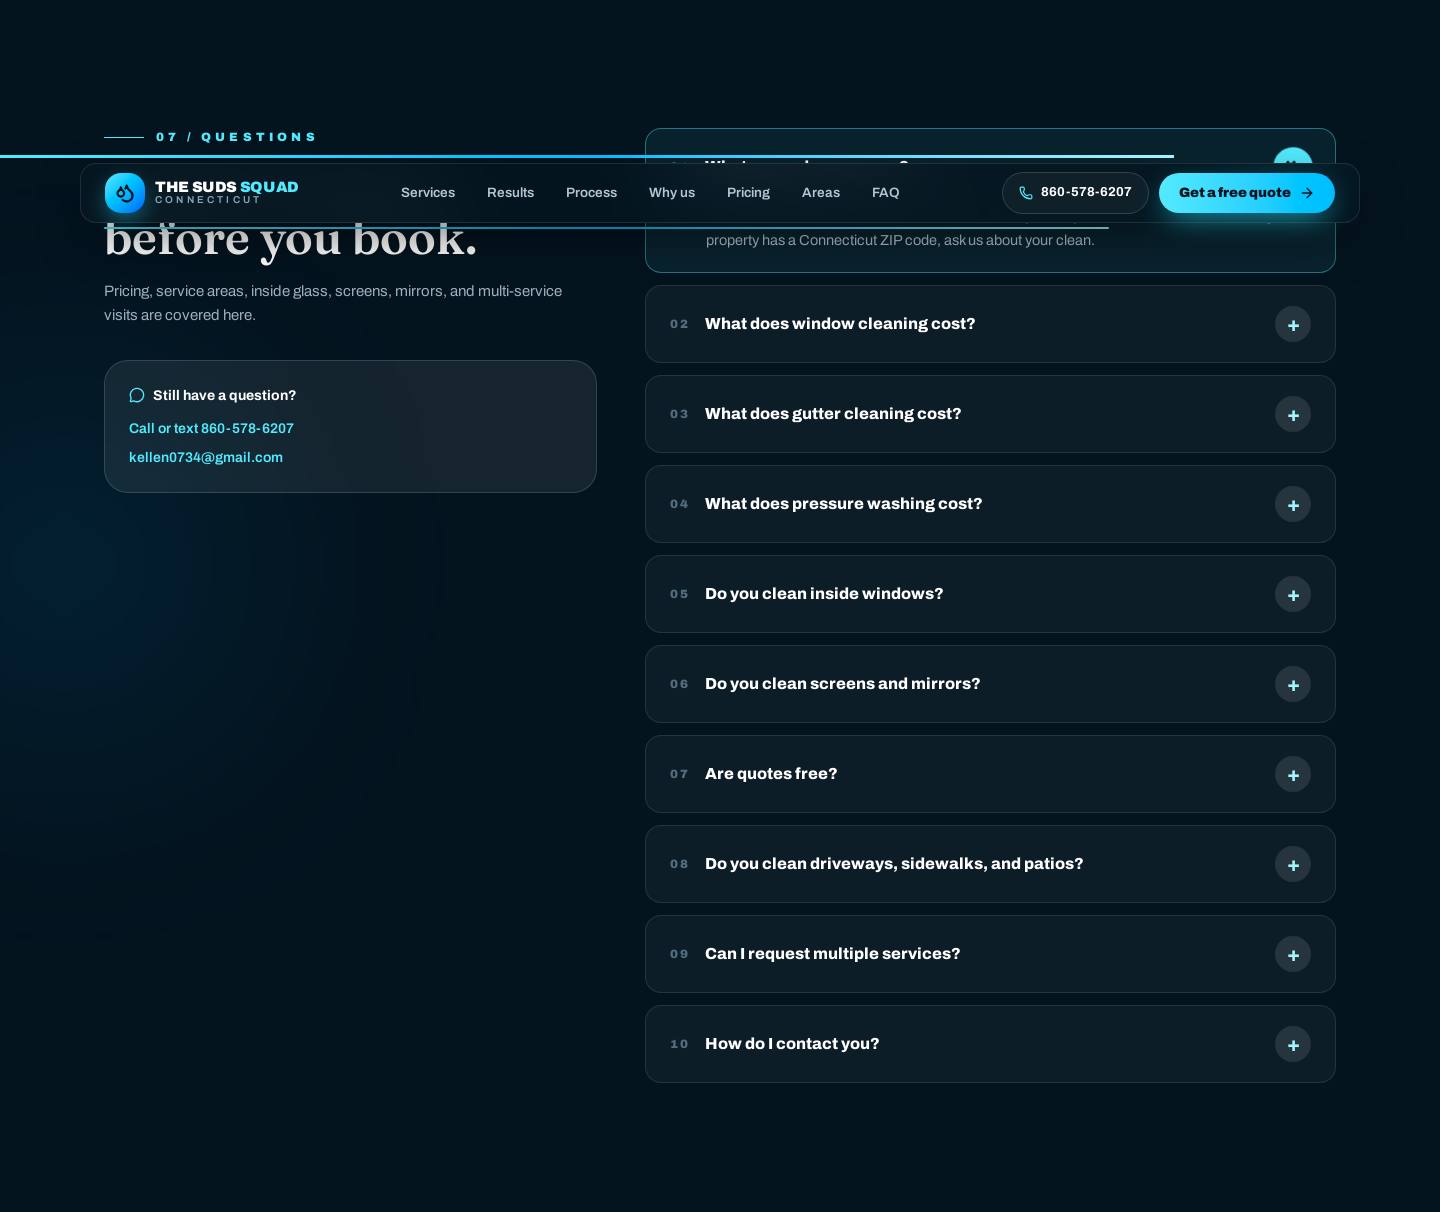 07 / QUESTIONS
THE SUDS SQUAD
CONNECTICUT
Services
Results
Process
Why us
Pricing
Areas
FAQ
860-578-6207
Get a free quote
before you book.
Pricing, service areas, inside glass, screens, mirrors, and multi-service
visits are covered here.
Still have a question?
Call or text 860-578-6207
kellen0734@gmail.com
property has a Connecticut ZIP code, ask us about your clean.
02 What does window cleaning cost? +
03 What does gutter cleaning cost? +
04 What does pressure washing cost? +
05 Do you clean inside windows? +
06 Do you clean screens and mirrors? +
07 Are quotes free? +
08 Do you clean driveways, sidewalks, and patios? +
09 Can I request multiple services? +
10 How do I contact you? +